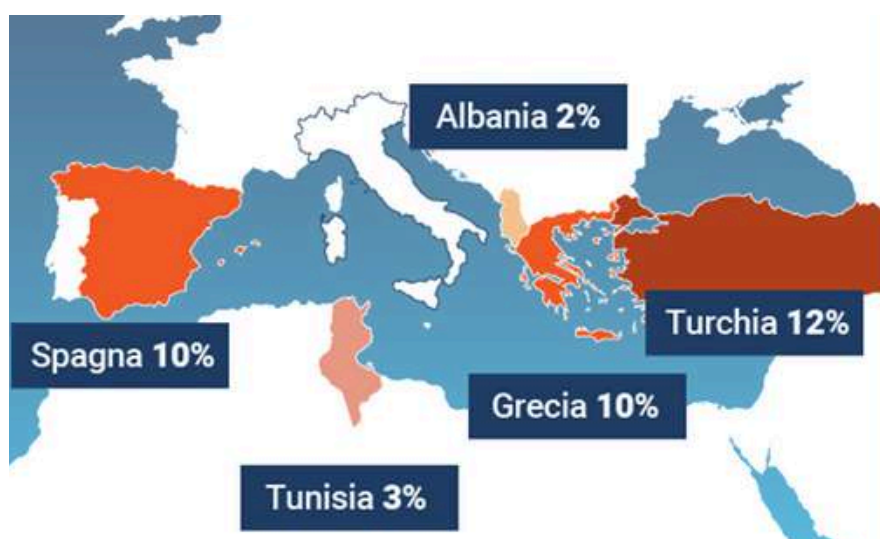 Albania 2%
Turchia 12%
Spagna 10%
Grecia 10%
Tunisia 3%